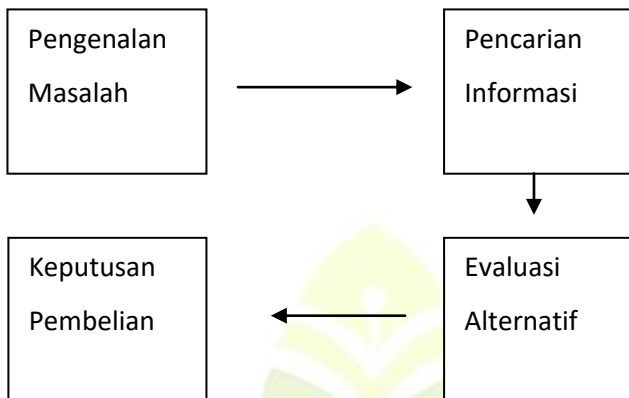 Pengenalan
Masalah
Pencarian
Informasi
Keputusan
Pembelian
Evaluasi
Alternatif